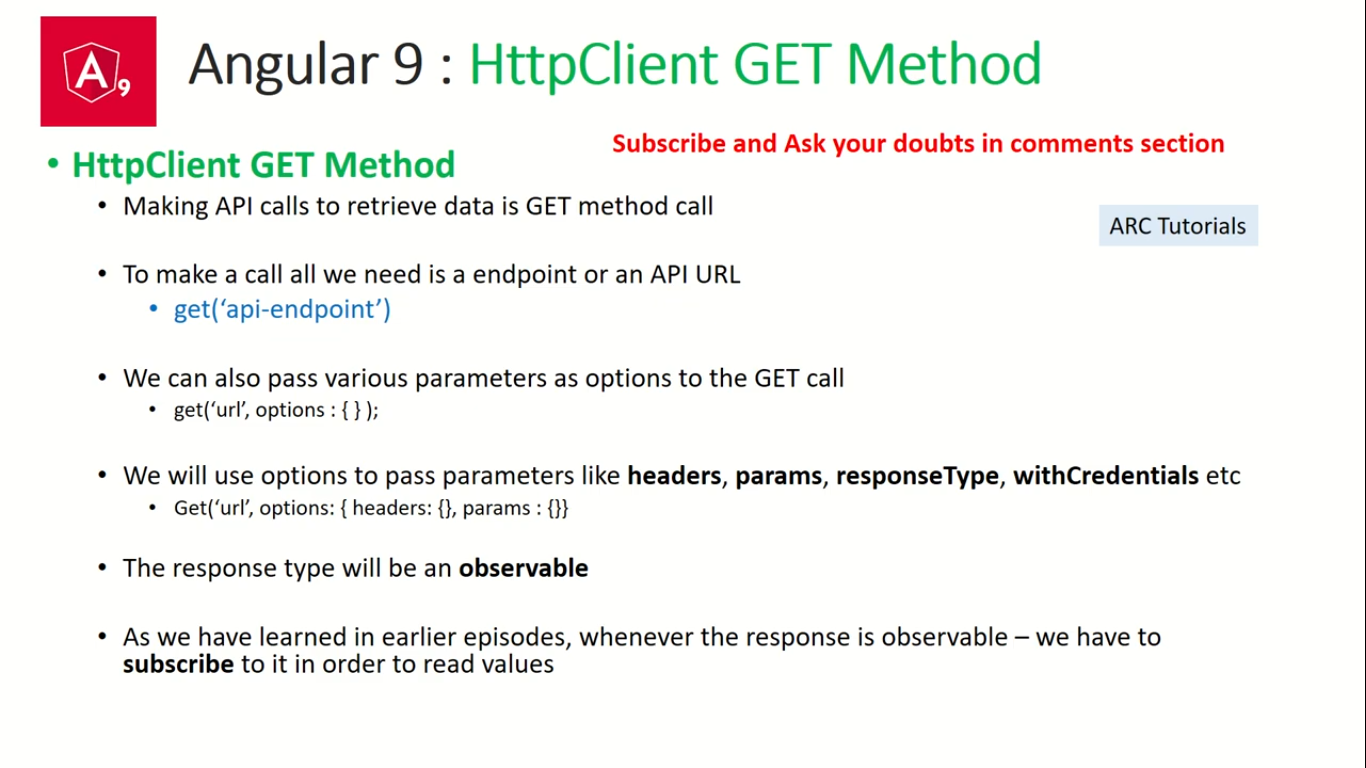 A9
Angular 9 : HttpClient GET Method
Subscribe and Ask your doubts in comments section
• HttpClient GET Method
• Making API calls to retrieve data is GET method call
ARC Tutorials
• To make a call all we need is a endpoint or an API URL
• get(‘api-endpoint’)
• We can also pass various parameters as options to the GET call
• get(‘url’, options : { } );
• We will use options to pass parameters like headers, params, responseType, withCredentials etc
• Get(‘url’, options: { headers: {}, params : {}}
• The response type will be an observable
• As we have learned in earlier episodes, whenever the response is observable – we have to
subscribe to it in order to read values